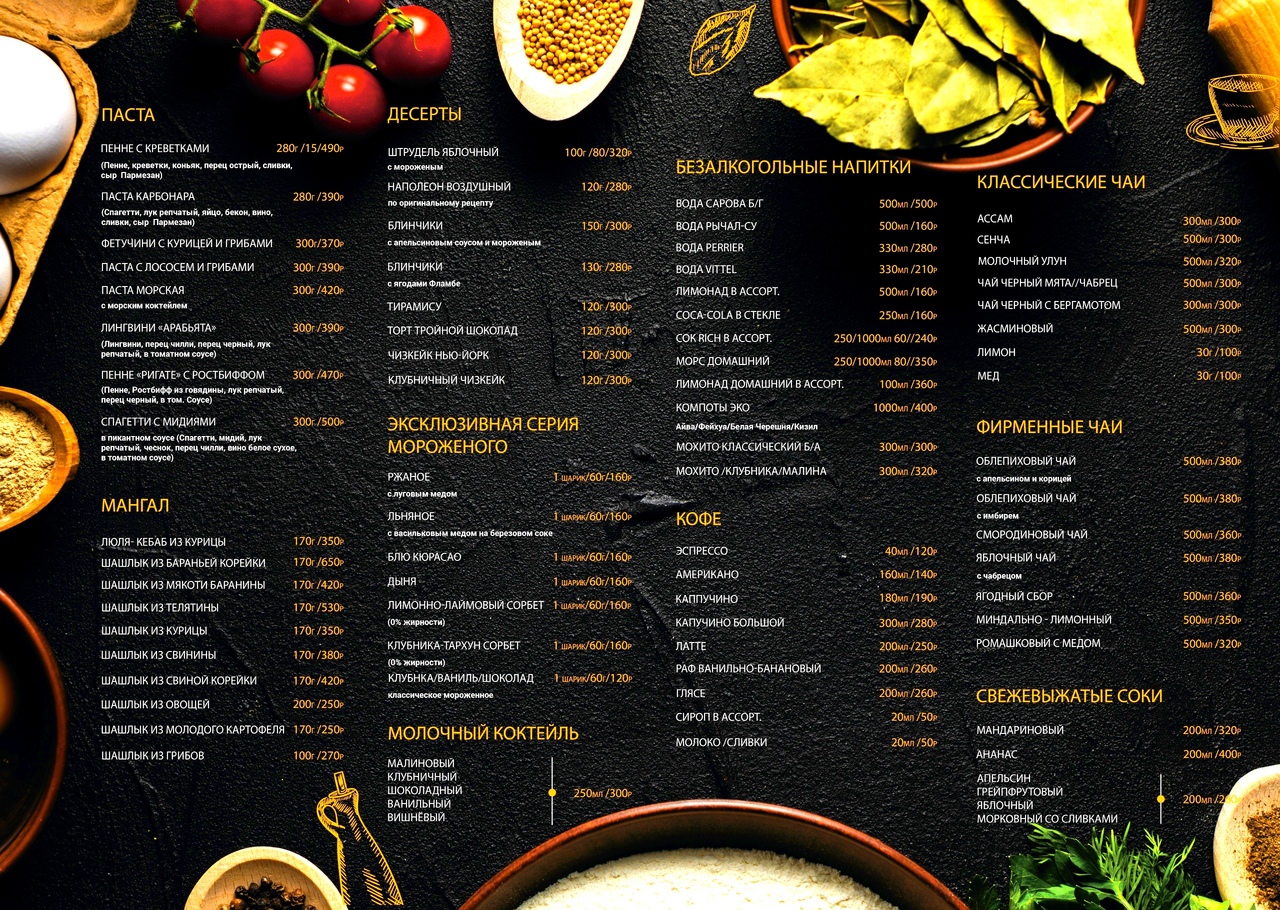 ПАСТА
ПЕННЕ С КРЕВЕТКАМИ 280г /15/490Р
(Пенне, креветки, коньяк, перец острый, сливки,
сыр Пармезан)
ПАСТА КАРБОНАРА 280г /390Р
(Спагетти, лук репчатый, яйцо, бекон, вино,
сливки, сыр Пармезан)
ФЕТУЧИНИ С КУРИЦЕЙ И ГРИБАМИ 300г/370Р
ПАСТА С ЛОСОСЕМ И ГРИБАМИ 300г /390Р
ПАСТА МОРСКАЯ 300г /420Р
с морским коктейлем
ЛИНГВИНИ «АРАБЬЯТА» 300г /390Р
(Лингвини, перец чилли, перец черный, лук
репчатый, в томатном соусе)
ПЕННЕ «РИГАТЕ» С РОСТБИФФОМ 300г /470Р
(Пенне, Ростбифф из говядины, лук репчатый,
перец черный, в том. Соусе)
СПАГЕТТИ С МИДИЯМИ 300г /500Р
в пикантном соусе (Спагетти, мидий, лук
репчатый, чеснок, перец чилли, вино белое сухое,
в томатном соусе)
МАНГАЛ
ЛЮЛЯ- КЕБАБ ИЗ КУРИЦЫ 170г /350Р
ШАШЛЫК ИЗ БАРАНЬЕЙ КОРЕЙКИ 170г /650Р
ШАШЛЫК ИЗ МЯКОТИ БАРАНИНЫ 170г /420Р
ШАШЛЫК ИЗ ТЕЛЯТИНЫ 170г /530Р
ШАШЛЫК ИЗ КУРИЦЫ 170г /350Р
ШАШЛЫК ИЗ СВИНИНЫ 170г /380Р
ШАШЛЫК ИЗ СВИНОЙ КОРЕЙКИ 170г /420Р
ШАШЛЫК ИЗ ОВОЩЕЙ 200г /250Р
ШАШЛЫК ИЗ МОЛОДОГО КАРТОФЕЛЯ 170г /250Р
ШАШЛЫК ИЗ ГРИБОВ 100г /270Р
ДЕСЕРТЫ
ШТРУДЕЛЬ ЯБЛОЧНЫЙ 100г /80/320Р
с мороженым
НАПОЛЕОН ВОЗДУШНЫЙ 120г /280Р
по оригинальному рецепту
БЛИНЧИКИ 150г /300Р
с апельсиновым соусом и мороженым
БЛИНЧИКИ 130г /280Р
с ягодами Фламбе
ТИРАМИСУ 120г /300Р
ТОРТ ТРОЙНОЙ ШОКОЛАД 120г /300Р
ЧИЗКЕЙК НЬЮ-ЙОРК 120г /300Р
КЛУБНИЧНЫЙ ЧИЗКЕЙК 120г /300Р
ЭКСКЛЮЗИВНАЯ СЕРИЯ
МОРОЖЕНОГО
РЖАНОЕ 1 ШАРИК/60г/160Р
с луговым медом
ЛЬНЯНОЕ 1 ШАРИК/60г/160Р
с васильковым медом на березовом соке
БЛЮ КЮРАСАО 1 ШАРИК/60г/160Р
ДЫНЯ 1 ШАРИК/60г/160Р
ЛИМОННО-ЛАЙМОВЫЙ СОРБЕТ 1 ШАРИК/60г/160Р
(0% жирности)
КЛУБНИКА-ТАРХУН СОРБЕТ 1 ШАРИК/60г/160Р
(0% жирности)
КЛУБНКА/ВАНИЛЬ/ШОКОЛАД 1 ШАРИК/60г/120Р
классическое мороженное
МОЛОЧНЫЙ КОКТЕЙЛЬ
МАЛИНОВЫЙ
КЛУБНИЧНЫЙ
ШОКОЛАДНЫЙ 250мл /300Р
ВАНИЛЬНЫЙ
ВИШНЁВЫЙ
БЕЗАЛКОГОЛЬНЫЕ НАПИТКИ
ВОДА САРОВА Б/Г 500мл /500Р
ВОДА РЫЧАЛ-СУ 500мл /160Р
ВОДА PERRIER 330мл /280Р
ВОДА VITTEL 330мл /210Р
ЛИМОНАД В АССОРТ. 500мл /160Р
COCA-COLA В СТЕКЛЕ 250мл /160Р
СОК RICH В АССОРТ. 250/1000мл 60//240Р
МОРС ДОМАШНИЙ 250/1000мл 80//350Р
ЛИМОНАД ДОМАШНИЙ В АССОРТ. 100мл /360Р
КОМПОТЫ ЭКО 1000мл /400Р
Айва/Фейхуа/Белая Черешня/Кизил
МОХИТО КЛАССИЧЕСКИЙ Б/А 300мл /300Р
МОХИТО /КЛУБНИКА/МАЛИНА 300мл /320Р
КОФЕ
ЭСПРЕССО 40мл /120Р
АМЕРИКАНО 160мл /140Р
КАППУЧИНО 180мл /190Р
КАПУЧИНО БОЛЬШОЙ 300мл /280Р
ЛАТТЕ 200мл /250Р
РАФ ВАНИЛЬНО-БАНАНОВЫЙ 200мл /260Р
ГЛЯСЕ 200мл /260Р
СИРОП В АССОРТ. 20мл /50Р
МОЛОКО /СЛИВКИ 20мл /50Р
КЛАССИЧЕСКИЕ ЧАИ
АССАМ 300мл /300Р
СЕНЧА 500мл /300Р
МОЛОЧНЫЙ УЛУН 500мл /320Р
ЧАЙ ЧЕРНЫЙ МЯТА//ЧАБРЕЦ 500мл /300Р
ЧАЙ ЧЕРНЫЙ С БЕРГАМОТОМ 300мл /300Р
ЖАСМИНОВЫЙ 500мл /300Р
ЛИМОН 30г /100Р
МЕД 30г /100Р
ФИРМЕННЫЕ ЧАИ
ОБЛЕПИХОВЫЙ ЧАЙ 500мл /380Р
с апельсином и корицей
ОБЛЕПИХОВЫЙ ЧАЙ 500мл /380Р
с имбирем
СМОРОДИНОВЫЙ ЧАЙ 500мл /360Р
ЯБЛОЧНЫЙ ЧАЙ 500мл /380Р
с чабрецом
ЯГОДНЫЙ СБОР 500мл /360Р
МИНДАЛЬНО - ЛИМОННЫЙ 500мл /350Р
РОМАШКОВЫЙ С МЕДОМ 500мл /320Р
СВЕЖЕВЫЖАТЫЕ СОКИ
МАНДАРИНОВЫЙ 200мл /320Р
АНАНАС 200мл /400Р
АПЕЛЬСИН
ГРЕЙПФРУТОВЫЙ 200мл
ЯБЛОЧНЫЙ
МОРКОВНЫЙ СО СЛИВКАМИ